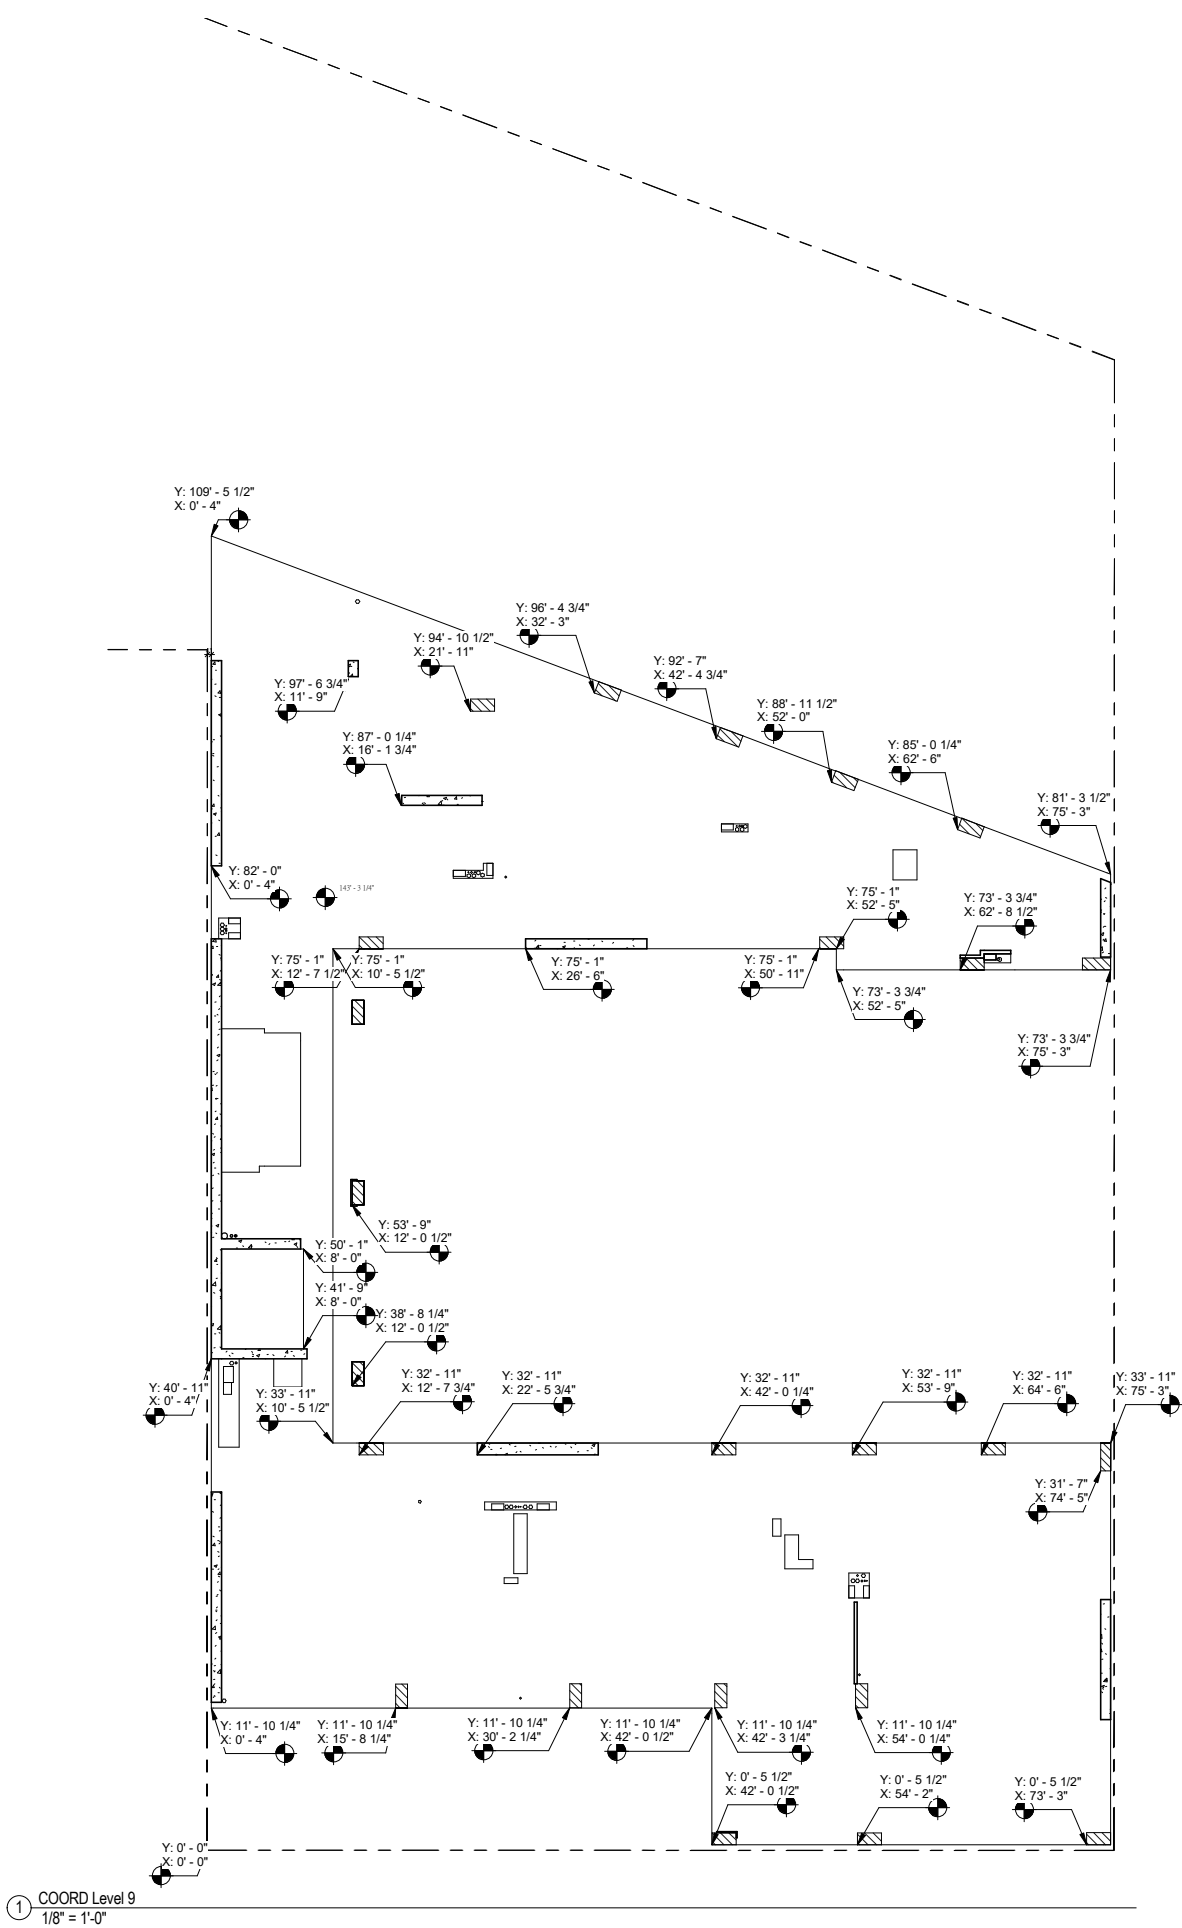 Y: 109' - 5 1/2"
X: 0' - 4"
Y: 96' - 4 3/4"
X: 32' - 3"
Y: 94' - 10 1/2"
X: 21' - 11"
Y: 92' - 7"
X: 42' - 4 3/4"
Y: 97' - 6 3/4"
X: 11' - 9"
Y: 88' - 11 1/2"
X: 52' - 0"
Y: 87' - 0 1/4"
X: 16' - 1 3/4"
Y: 85' - 0 1/4"
X: 62' - 6"
Y: 81' - 3 1/2"
X: 75' - 3"
Y: 82' - 0"
X: 0' - 4"
143' - 3 1/4"
Y: 75' - 1"
X: 52' - 5"
Y: 73' - 3 3/4"
X: 62' - 8 1/2"
Y: 75' - 1"
X: 12' - 7 1/2"
Y: 75' - 1"
X: 10' - 5 1/2"
Y: 75' - 1"
X: 26' - 6"
Y: 75' - 1"
X: 50' - 11"
Y: 73' - 3 3/4"
X: 52' - 5"
Y: 73' - 3 3/4"
X: 75' - 3"
Y: 53' - 9"
X: 12' - 0 1/2"
Y: 50' - 1"
X: 8' - 0"
Y: 41' - 9"
X: 8' - 0"
Y: 38' - 8 1/4"
X: 12' - 0 1/2"
Y: 40' - 11"
X: 0' - 4"
Y: 33' - 11"
X: 10' - 5 1/2"
Y: 32' - 11"
X: 12' - 7 3/4"
Y: 32' - 11"
X: 22' - 5 3/4"
Y: 32' - 11"
X: 42' - 0 1/4"
Y: 32' - 11"
X: 53' - 9"
Y: 32' - 11"
X: 64' - 6"
Y: 33' - 11"
X: 75' - 3"
Y: 31' - 7"
X: 74' - 5"
Y: 11' - 10 1/4"
X: 0' - 4"
Y: 11' - 10 1/4"
X: 15' - 8 1/4"
Y: 11' - 10 1/4"
X: 30' - 2 1/4"
Y: 11' - 10 1/4"
X: 42' - 0 1/2"
Y: 11' - 10 1/4"
X: 42' - 3 1/4"
Y: 11' - 10 1/4"
X: 54' - 0 1/4"
Y: 0' - 5 1/2"
X: 42' - 0 1/2"
Y: 0' - 5 1/2"
X: 54' - 2"
Y: 0' - 5 1/2"
X: 73' - 3"
Y: 0' - 0"
X: 0' - 0"
1
COORD Level 9
1/8" = 1'-0"